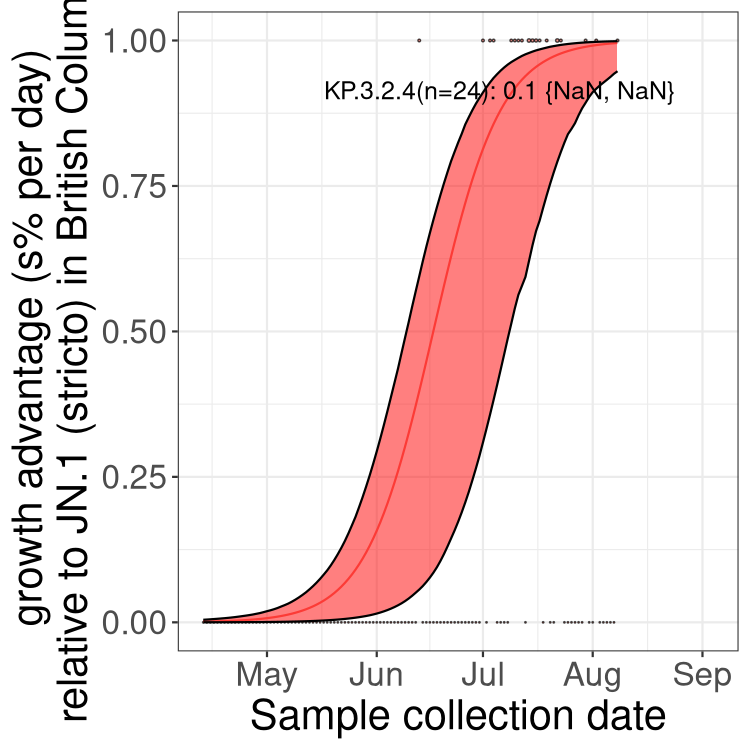 growth advantage (s% per day)
relative to JN.1 (stricto) in British Colum
1.00
0.75
0.50
0.25
0.00
KP.3.2.4(n=24): 0.1 {NaN, NaN}
May Jun Jul Aug Sep
Sample collection date